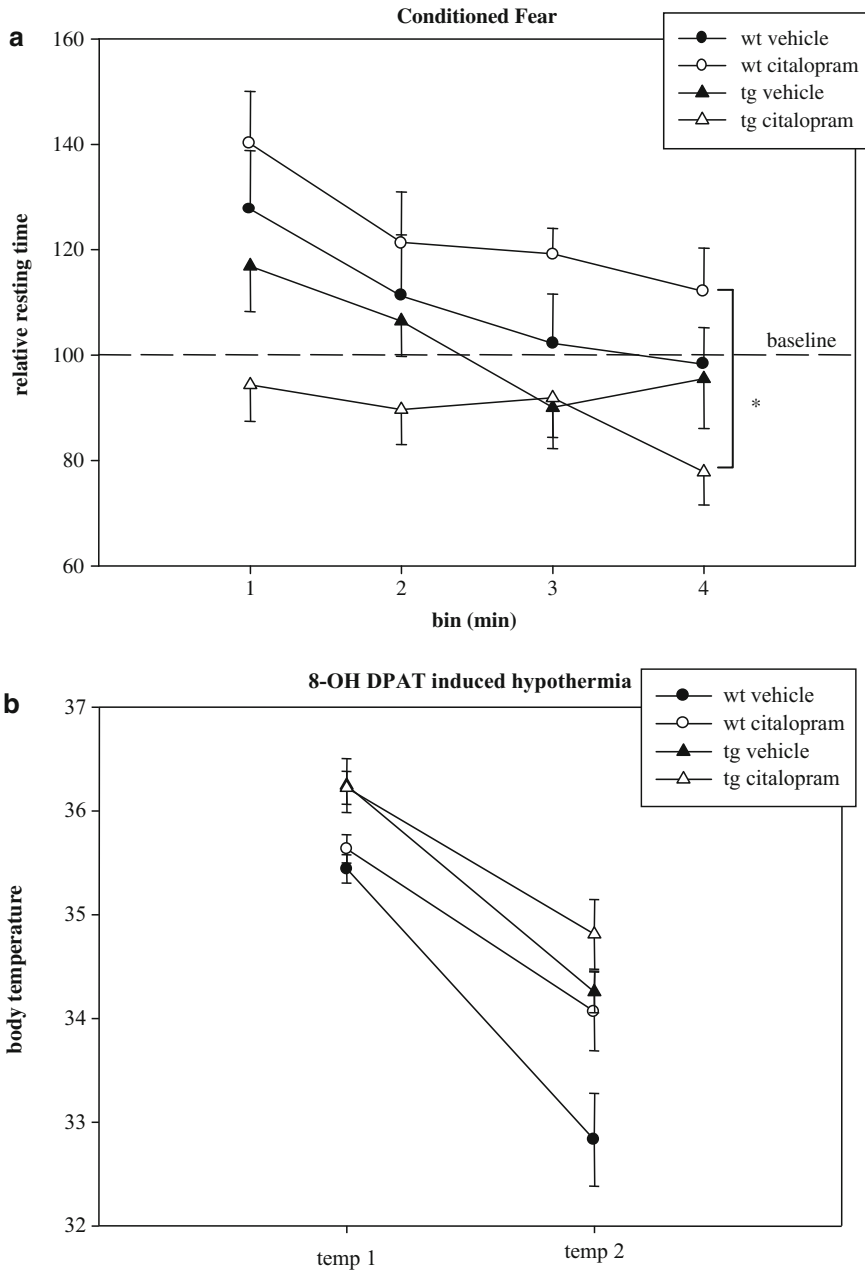 a
Conditioned Fear
wt vehicle
wt citalopram
tg vehicle
tg citalopram
160
140
120
100
80
60
relative resting time
baseline
*
1 2 3 4
bin (min)
b
8-OH DPAT induced hypothermia
wt vehicle
wt citalopram
tg vehicle
tg citalopram
37
36
35
34
33
32
body temperature
temp 1 temp 2